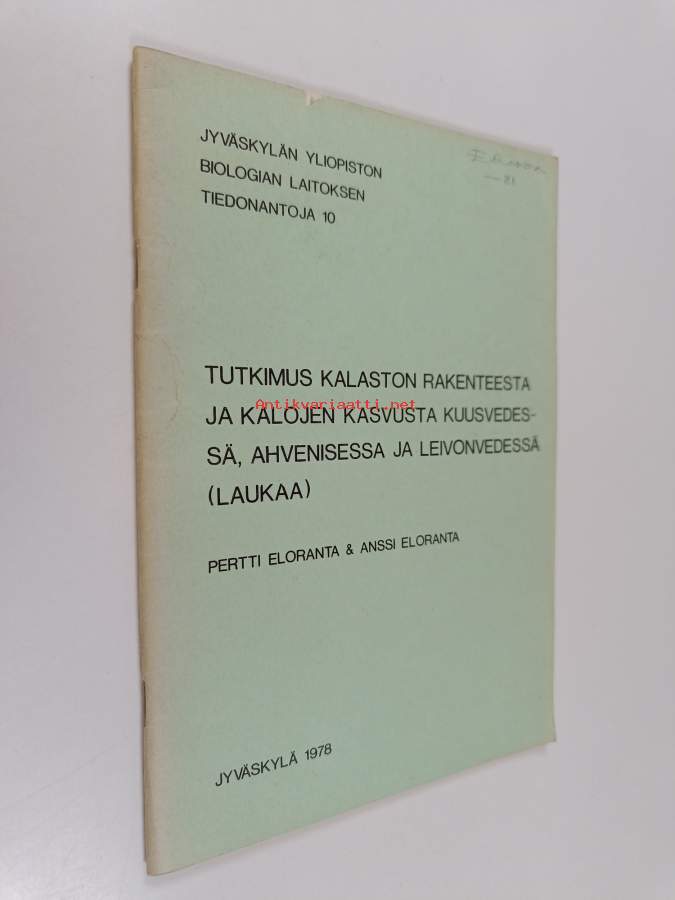 JYVÄSKYLÄN YLIOPISTON
BIOLOGIAN LAITOKSEN
TIEDONANTOJA 10
-81
TUTKIMUS KALASTON RAKENTEESTA
Antikvariaatti.net
JA KALOJEN KASVUSTA KUUSVEDES-
SÄ, AHVENISESSA JA LEIVONVEDESSÄ
(LAUKAA)
PERTTI ELORANTA & ANSSI ELORANTA
JYVÄSKYLÄ 1978